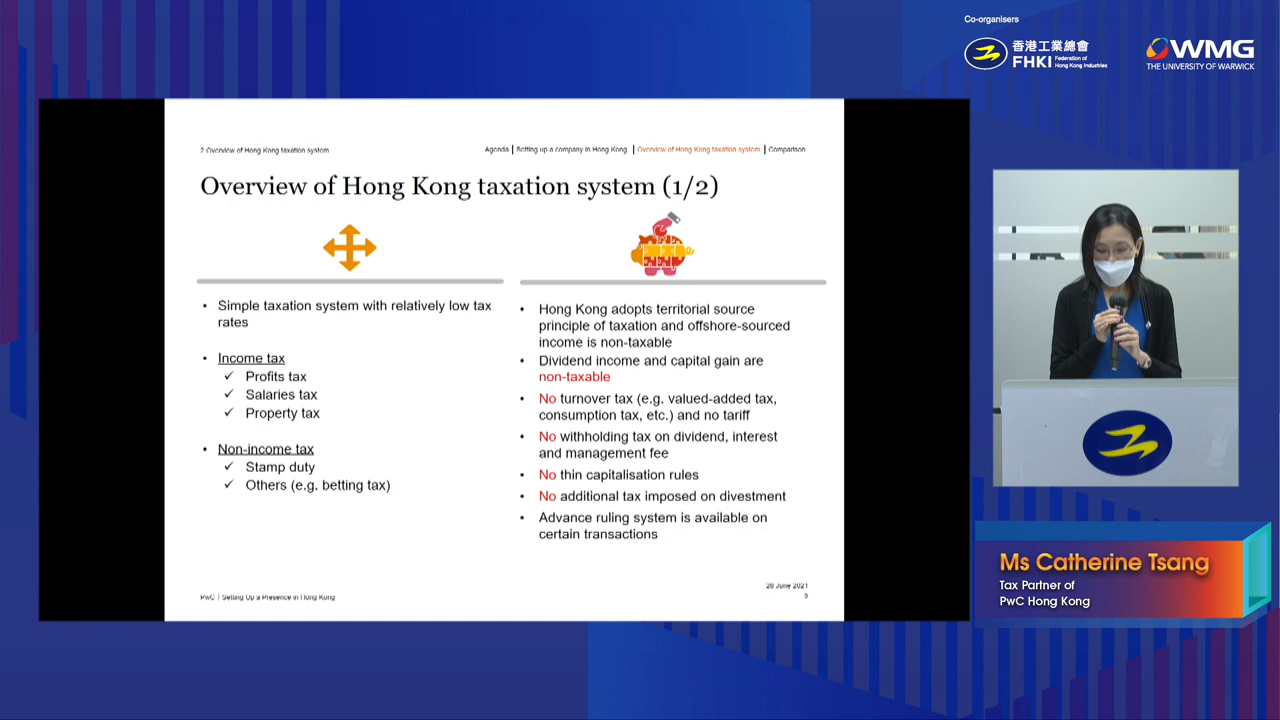 Co-organisers
香港工業總會
FHKI Federation of
Hong Kong Industries
WMG
THE UNIVERSITY OF WARWICK
2 Overview of Hong Kong taxation system
Agenda | Setting up a company in Hong Kong | Overview of Hong Kong taxation system | Comparison
Overview of Hong Kong taxation system (1/2)
• Simple taxation system with relatively low tax
rates
• Income tax
✓ Profits tax
✓ Salaries tax
✓ Property tax
• Non-income tax
✓ Stamp duty
✓ Others (e.g. betting tax)
• Hong Kong adopts territorial source
principle of taxation and offshore-sourced
income is non-taxable
• Dividend income and capital gain are
non-taxable
• No turnover tax (e.g. valued-added tax,
consumption tax, etc.) and no tariff
• No withholding tax on dividend, interest
and management fee
• No thin capitalisation rules
• No additional tax imposed on divestment
• Advance ruling system is available on
certain transactions
PwC | Setting Up a Presence in Hong Kong
June 2021
Ms Catherine Tsang
Tax Partner of
PwC Hong Kong